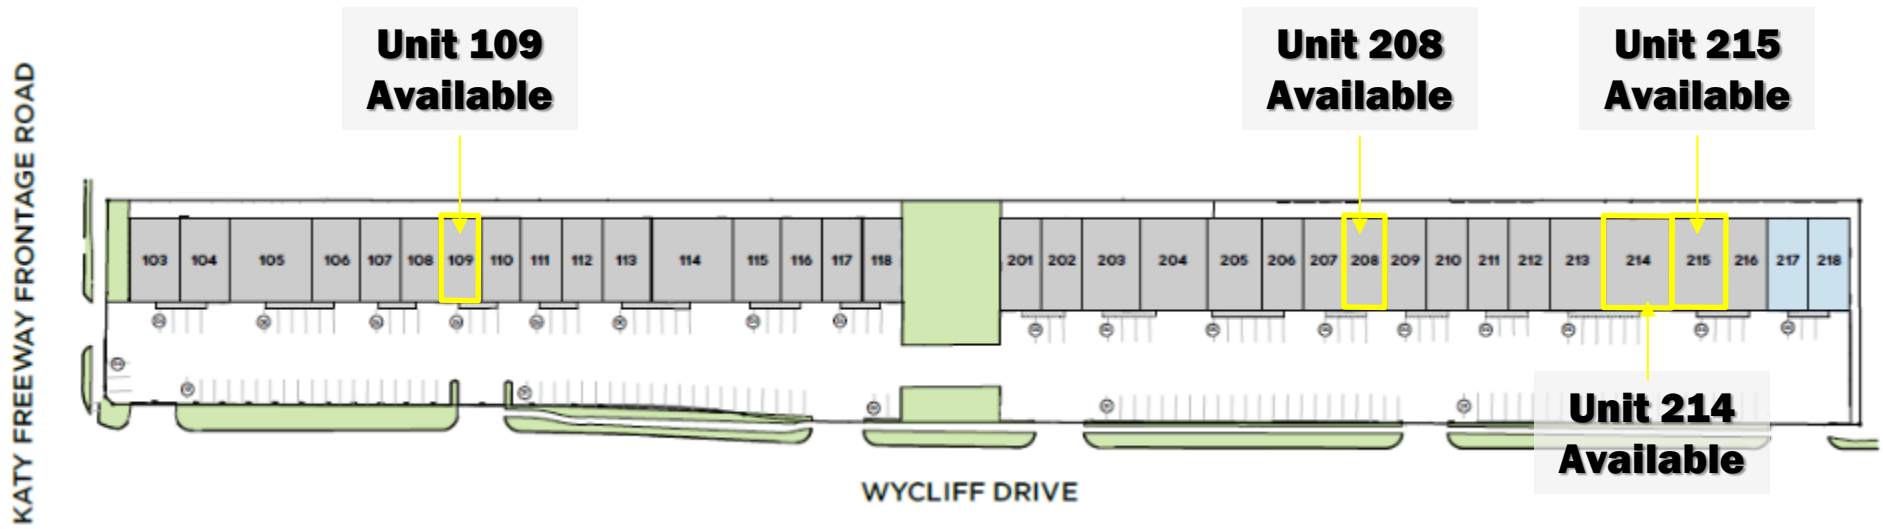 Unit 109
Available
Unit 208
Available
Unit 215
Available
KATY FREEWAY FRONTAGE ROAD
103 104 105 106 107 108 109 110 111 112 113 114 115 116 117 118
201 202 203 204 205 206 207 208 209 210 211 212 213 214 215 216 217 218
Unit 214
Available
WYCLIFF DRIVE